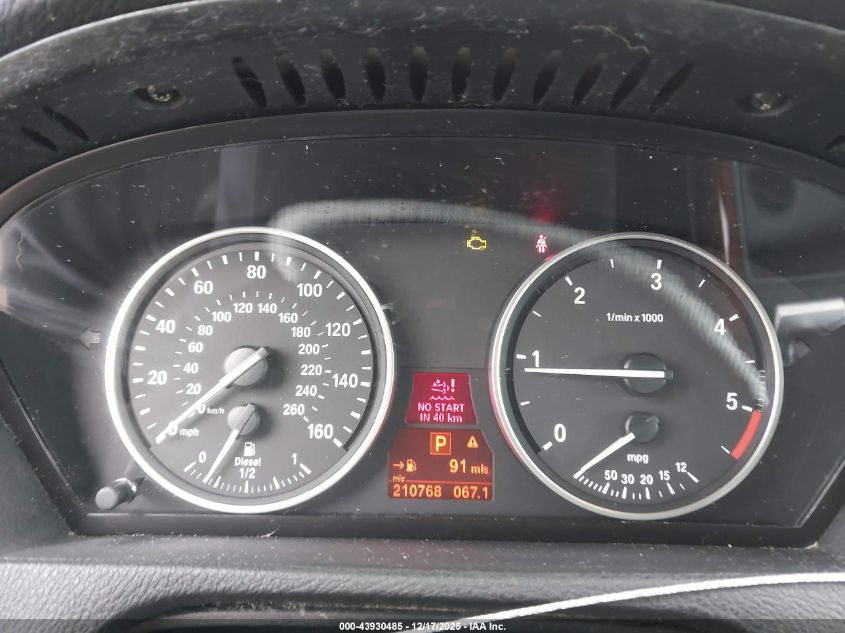 80
60
100
40
120
20
140
0 mph
160
100 120 140 160
80
180
60
200
40
220
20
240
0 km/h
260
0
Diesel
1/2
1
NO START
IN 40 km
P
91 mls
mls
210768 067.1
3
2
1/min x 1000
4
1
5
0
mpg
50 30 20 15 12
000-43930485 - 12/17/2025 - IAA Inc.